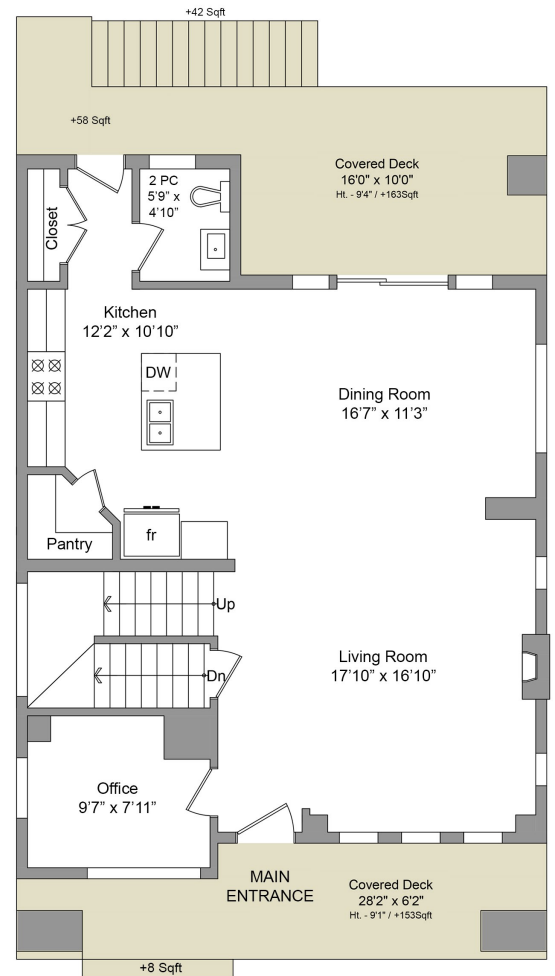 +42 Sqft
+58 Sqft
Covered Deck
16'0" x 10'0"
Ht. - 9'4" / +163Sqft
2 PC
5'9" x
4'10"
Closet
Kitchen
12'2” x 10'10”
DW
Dining Room
16'7” x 11'3”
Pantry
fr
Up
Dn
Living Room
17'10” x 16'10”
Office
9'7” x 7'11”
MAIN
ENTRANCE
Covered Deck
28'2" x 6'2"
Ht. - 9'1" / +153Sqft
+8 Sqft